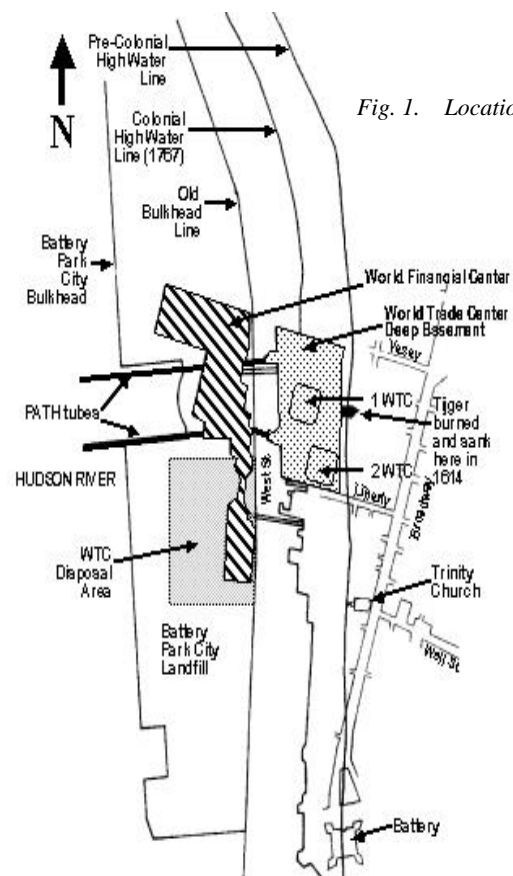 Pre-Colonial
High Water
Line
N
Fig. 1. Locatio
Colonial
High Water
Line (1767)
Old
Bulkhead
Line
Battery
Park
City
Bulkhead
World Financial Center
World Trade Center
Deep Basement
Vesey
1 WTC
Tijger
burned
and sank
here in
1614
PATH tubes
2 WTC
HUDSON RIVER
West St.
Liberty
Broadway
WTC
Disposal
Area
Trinity
Church
Battery
Park City
Landfill
Wall St.
Battery